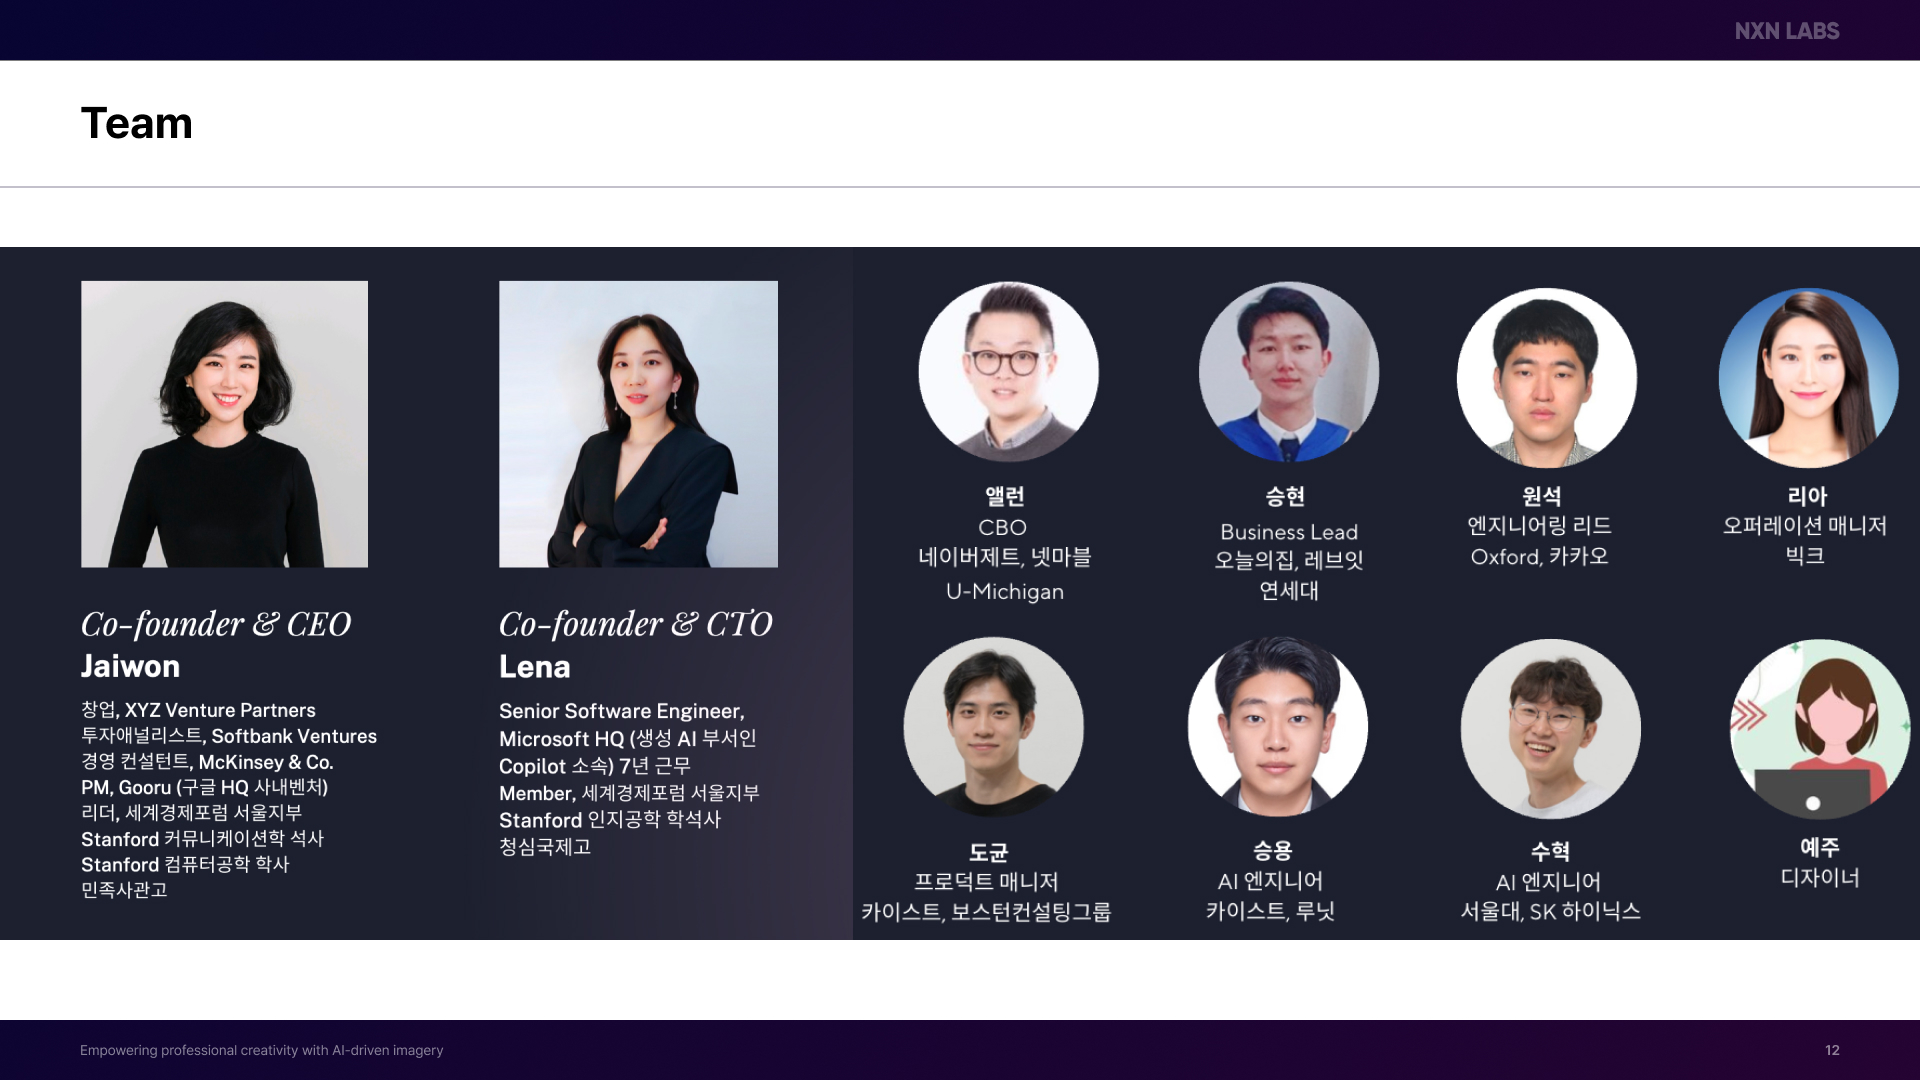 NXN LABS
Team
Co-founder & CEO
Jaiwon
창업, XYZ Venture Partners
투자애널리스트, Softbank Ventures
경영 컨설턴트, McKinsey & Co.
PM, Gooru (구글 HQ 사내벤처)
리더, 세계경제포럼 서울지부
Stanford 커뮤니케이션학 석사
Stanford 컴퓨터공학 학사
민족사관고
Co-founder & CTO
Lena
Senior Software Engineer,
Microsoft HQ (생성 AI 부서인
Copilot 소속) 7년 근무
Member, 세계경제포럼 서울지부
Stanford 인지공학 학석사
청심국제고
앨런
CBO
네이버제트, 넷마블
U-Michigan
승현
Business Lead
오늘의집, 레브잇
연세대
원석
엔지니어링 리드
Oxford, 카카오
리아
오퍼레이션 매니저
빅크
도균
프로덕트 매니저
카이스트, 보스턴컨설팅그룹
승용
AI 엔지니어
카이스트, 루닛
수혁
AI 엔지니어
서울대, SK 하이닉스
예주
디자이너
Empowering professional creativity with AI-driven imagery
12